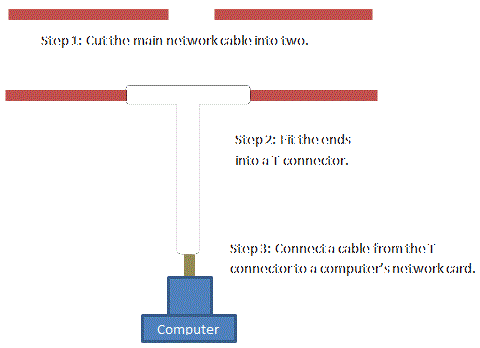 Step 1: Cut the main network cable into two.
Step 2: Fit the ends
into a T connector.
Step 3: Connect a cable from the T
connector to a computer's network card.
Computer